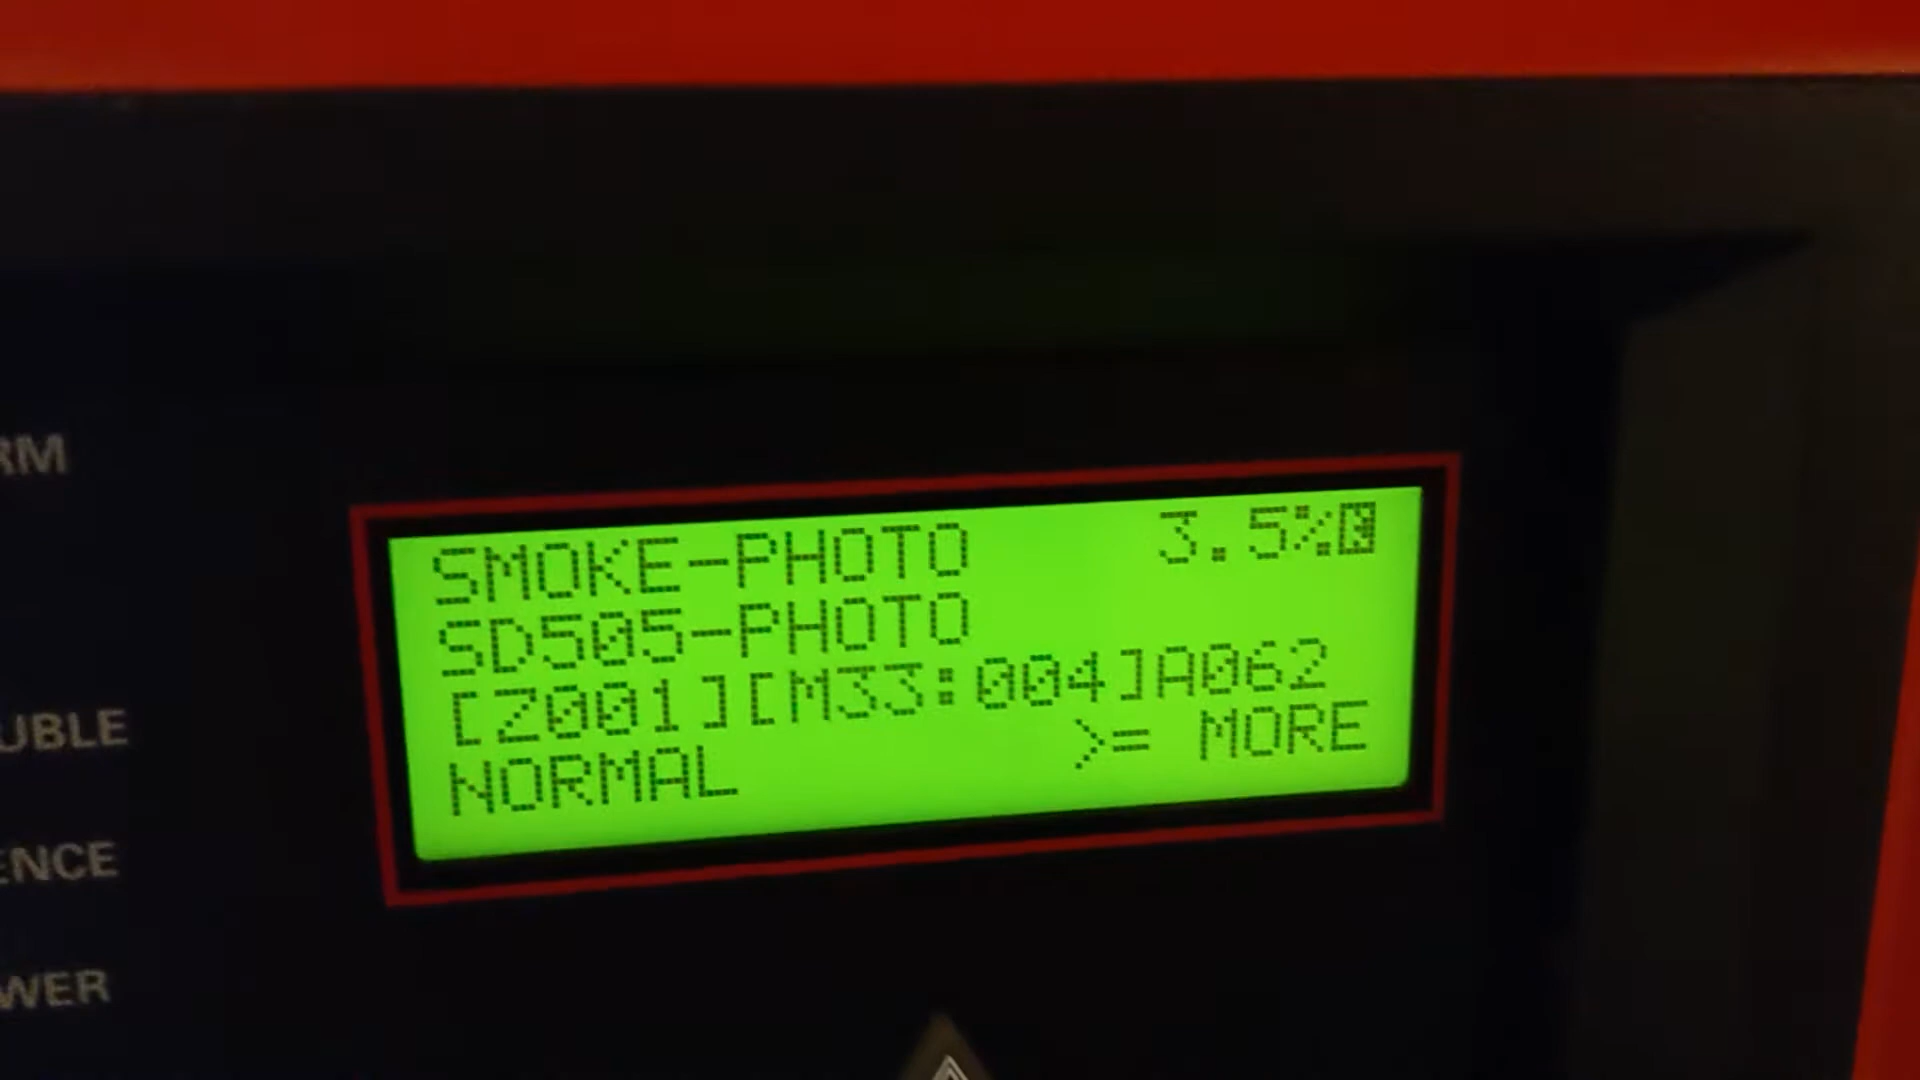 SMOKE-PHOTO 3.5%
SD505-PHOTO
[Z001][M33:004]A062
NORMAL >= MORE
RM
UBLE
ENCE
WER